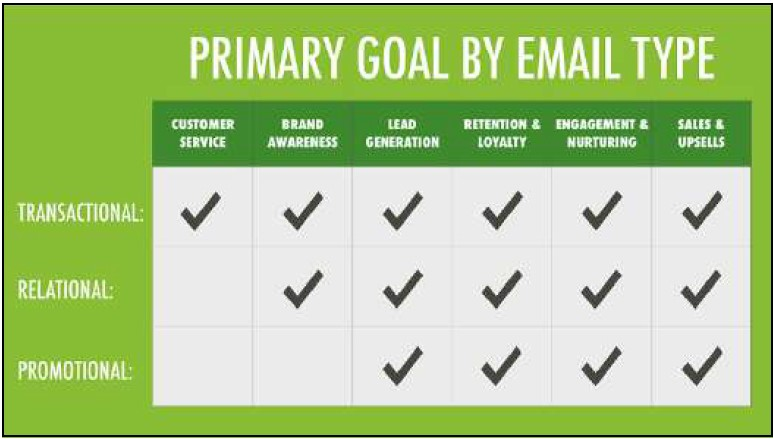 PRIMARY GOAL BY EMAIL TYPE
CUSTOMER SERVICE
BRAND AWARENESS
LEAD GENERATION
RETENTION & LOYALTY
ENGAGEMENT & NURTURING
SALES & UPSELLS
TRANSACTIONAL:
RELATIONAL:
PROMOTIONAL: